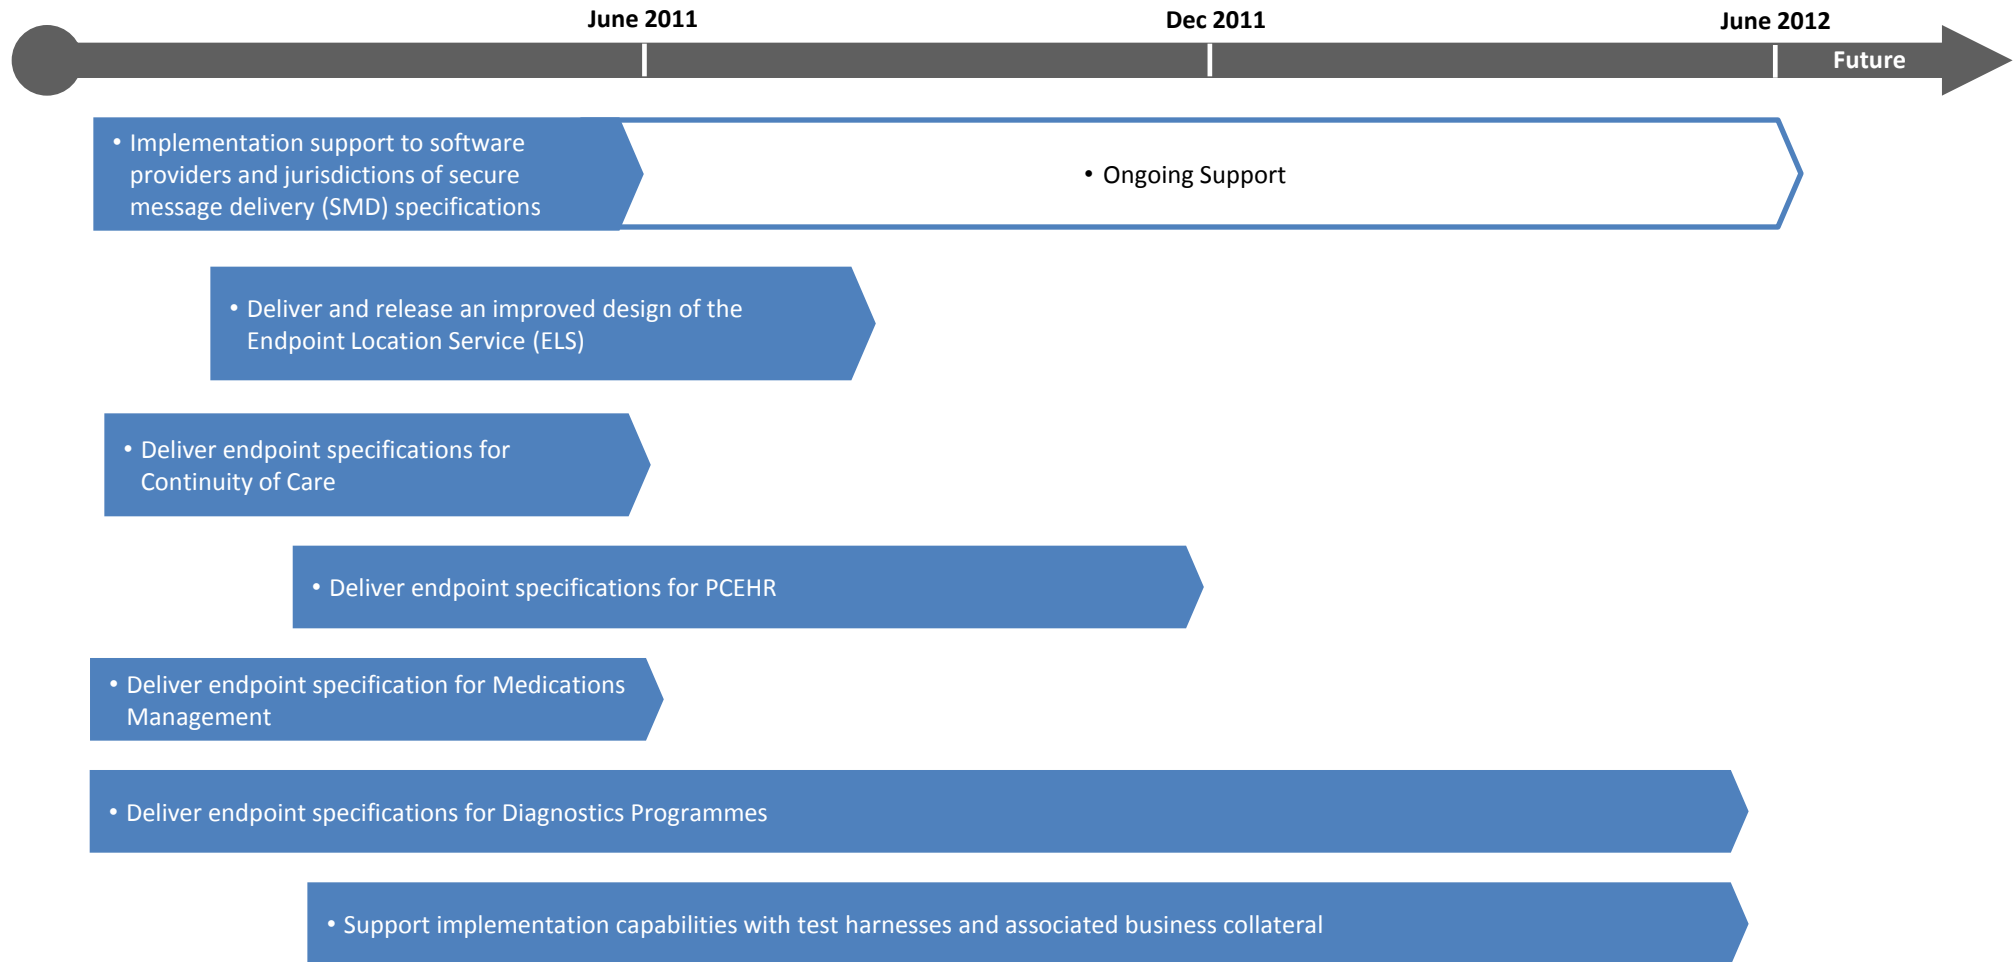 June 2011
Dec 2011
June 2012
Future
• Implementation support to software
providers and jurisdictions of secure
message delivery (SMD) specifications
• Ongoing Support
• Deliver and release an improved design of the
Endpoint Location Service (ELS)
• Deliver endpoint specifications for
Continuity of Care
• Deliver endpoint specifications for PCEHR
• Deliver endpoint specification for Medications
Management
• Deliver endpoint specifications for Diagnostics Programmes
• Support implementation capabilities with test harnesses and associated business collateral